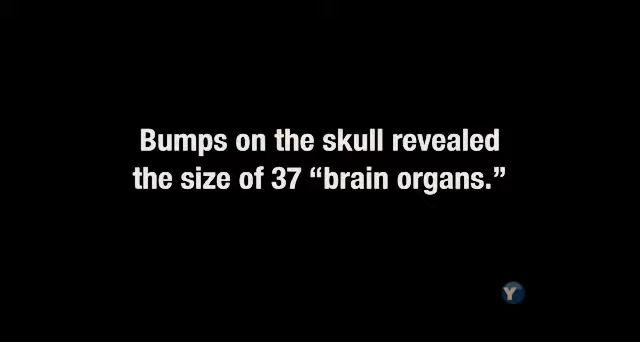 Bumps on the skull revealed
the size of 37 “brain organs.”
Y